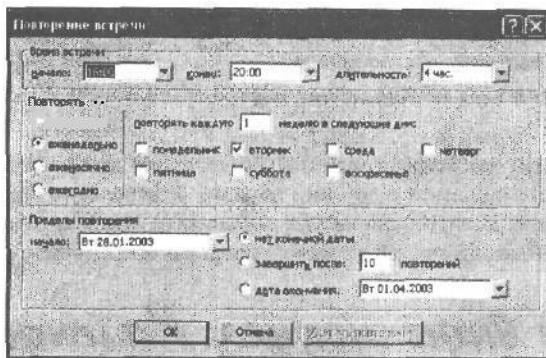 Повторение встречи
Время встречи
Начало: 16:00 Конец: 20:00 Длительность: 4 час.
Повторять
Повторять каждую 1 неделю в следующие дни:
еженедельно понедельник вторник среда четверг
ежемесячно пятница суббота воскресенье
ежегодно
Пределы повторения
начало: Вт 28.01.2003 нет конечной даты
завершить после: 10 повторений
дата окончания: Вт 01.04.2003
ОК Отмена